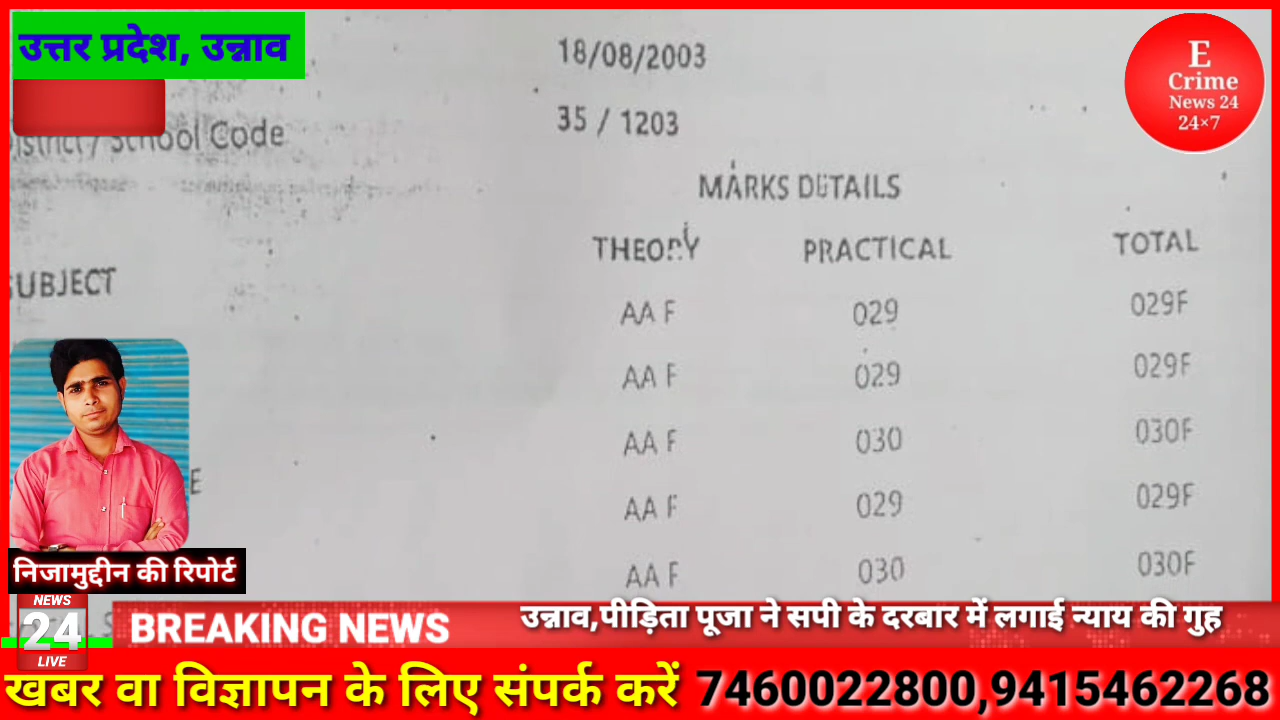 उत्तर प्रदेश, उन्नाव
18/08/2003
E
Crime
News 24
24×7
School Code
35 / 1203
MARKS DETAILS
SUBJECT THEORY PRACTICAL TOTAL
AA F 029 029F
AA F 029 029F
AA F 030 030F
E AA F 029 029F
AA F 030 030F
निजामुद्दीन की रिपोर्ट
NEWS
24
LIVE
BREAKING NEWS
उन्नाव,पीड़िता पूजा ने सपी के दरबार में लगाई न्याय की गुह
खबर वा विज्ञापन के लिए संपर्क करें 7460022800,9415462268